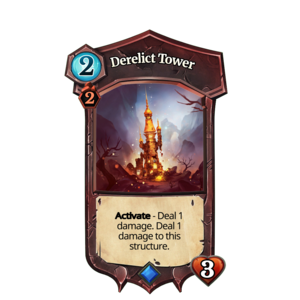 Derelict Tower
2
2
Activate - Deal 1
damage. Deal 1
damage to this
structure.
3